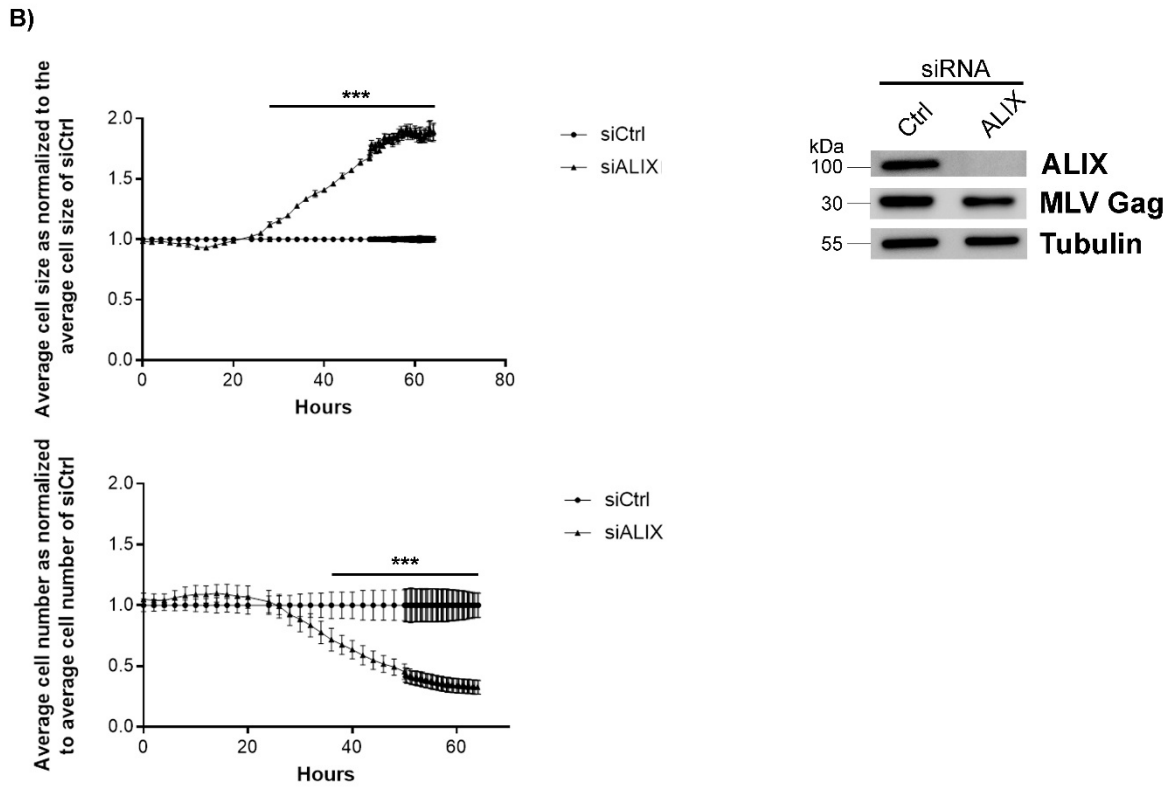 B)
Average cell size as normalized to the
average cell size of siCtrl
2.0
1.5
1.0
0.5
0.0
0
20
40
60
80
Hours
***
siCtrl
siALIX
siRNA
Ctrl
ALIX
kDa
100
ALIX
30
MLV Gag
55
Tubulin
Average cell number as normalized
to average cell number of siCtrl
2.0
1.5
1.0
0.5
0.0
0
20
40
60
Hours
***
siCtrl
siALIX